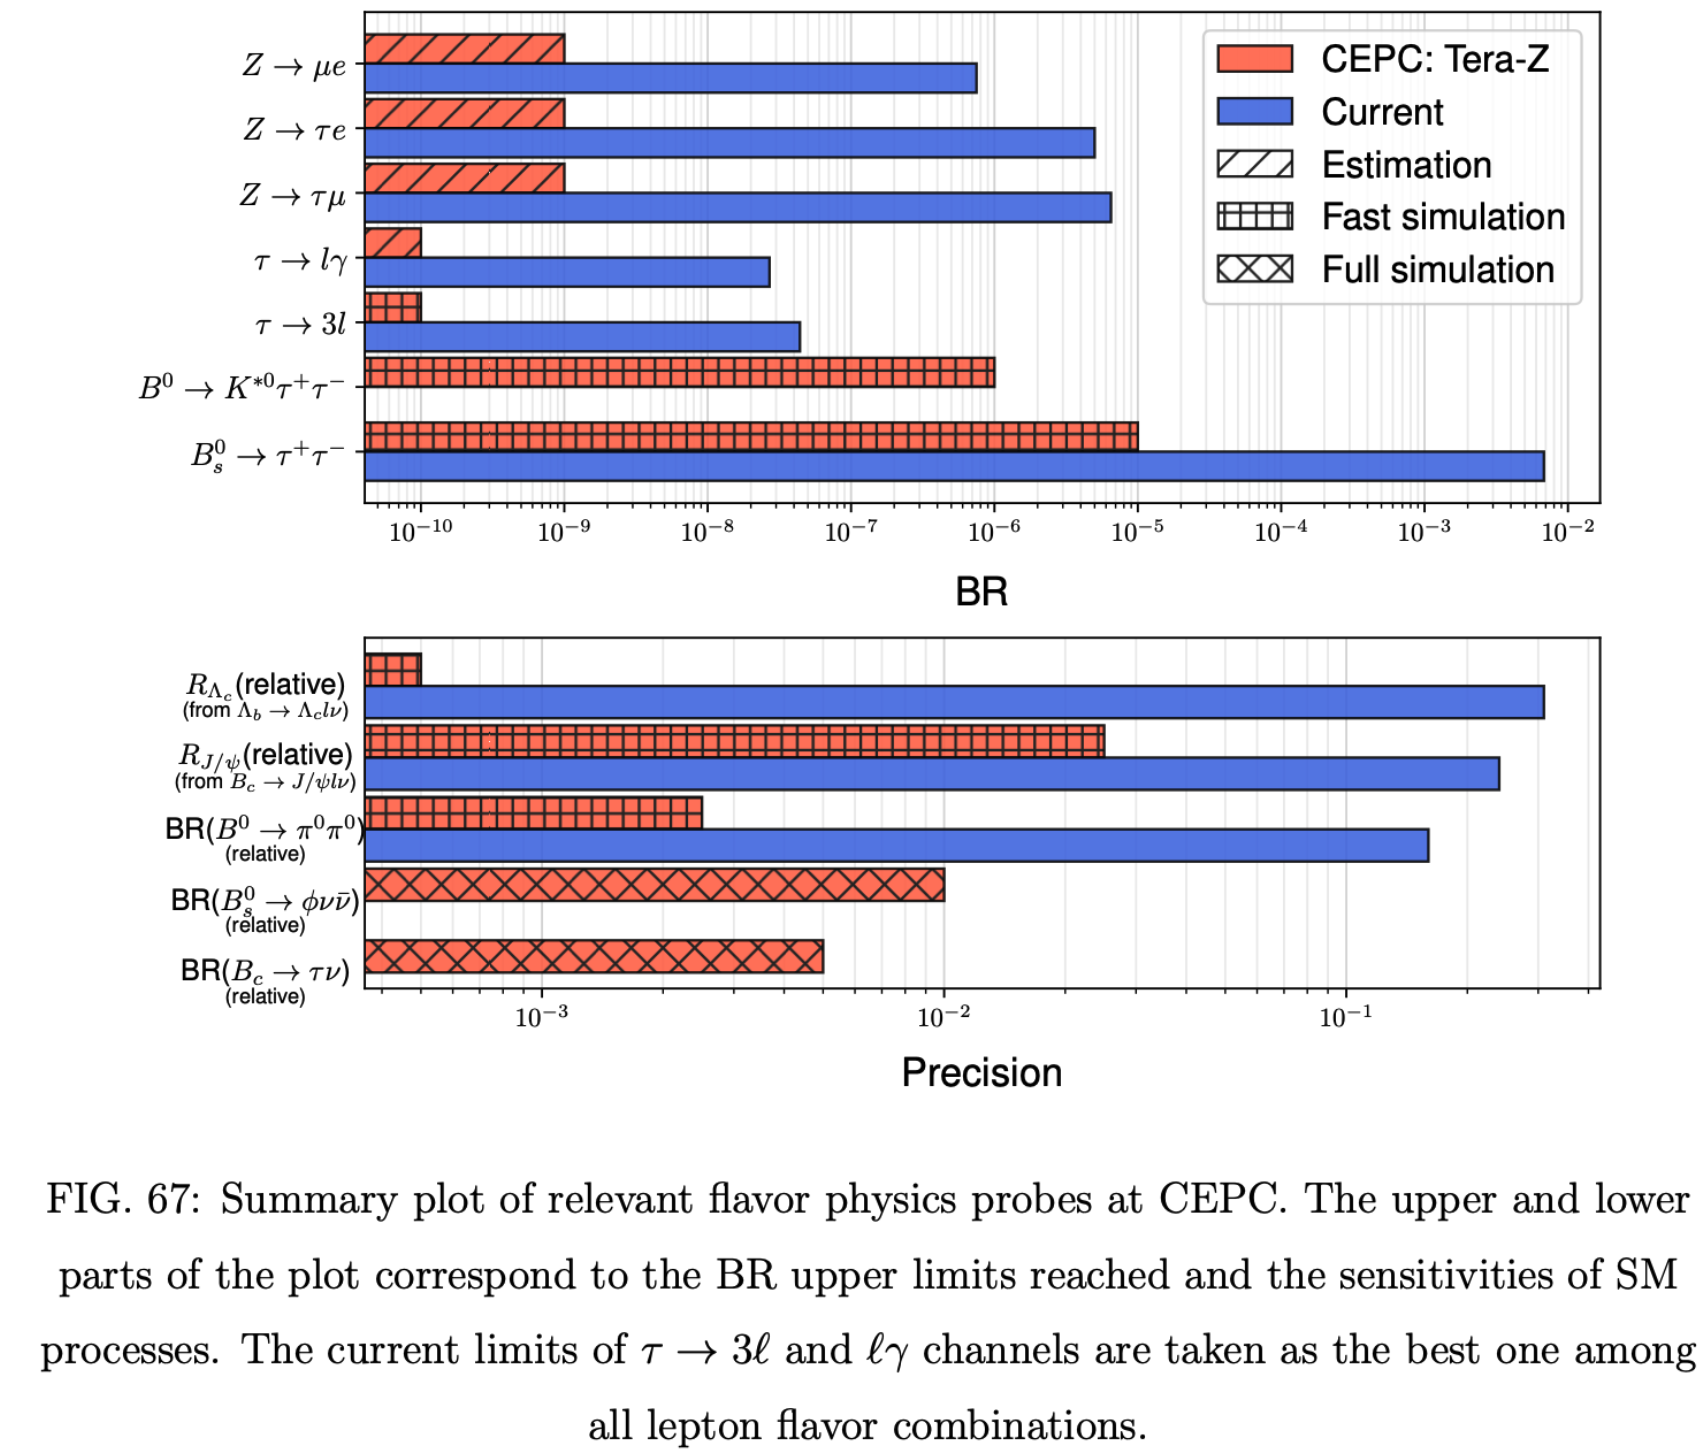 Z → μe
Z → τe
Z → τμ
τ → lγ
τ → 3l
B⁰ → K*⁰τ⁺τ⁻
B⁰ₛ → τ⁺τ⁻
CEPC: Tera-Z
Current
Estimation
Fast simulation
Full simulation
10⁻¹⁰ 10⁻⁹ 10⁻⁸ 10⁻⁷ 10⁻⁶ 10⁻⁵ 10⁻⁴ 10⁻³ 10⁻²
BR
R_Λc (relative)
(from Λb → Λc lν)
R_J/ψ (relative)
(from Bc → J/ψlν)
BR(B⁰ → π⁰π⁰)
(relative)
BR(B⁰ₛ → ϕνν̄)
(relative)
BR(Bc → τν)
(relative)
10⁻³ 10⁻² 10⁻¹
Precision
FIG. 67: Summary plot of relevant flavor physics probes at CEPC. The upper and lower
parts of the plot correspond to the BR upper limits reached and the sensitivities of SM
processes. The current limits of τ → 3ℓ and ℓγ channels are taken as the best one among
all lepton flavor combinations.